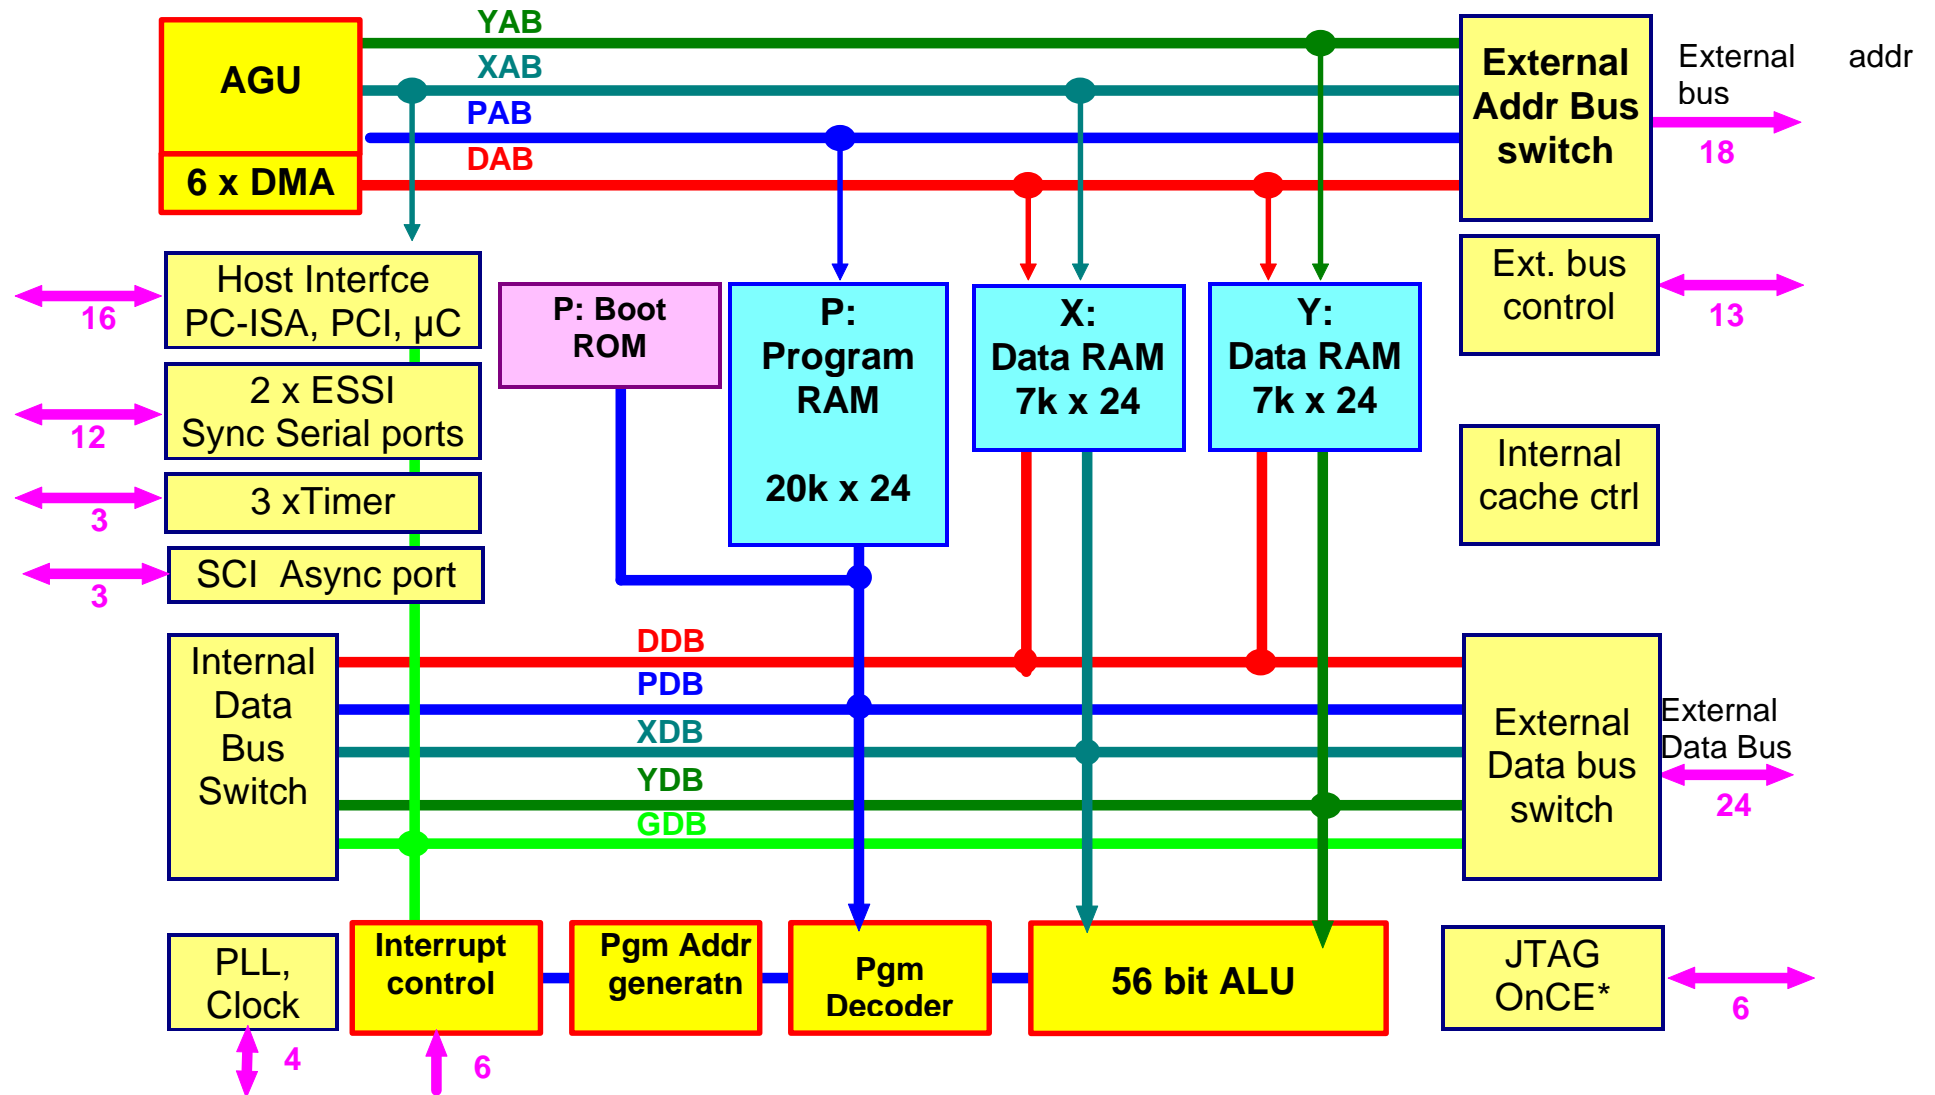 YAB
AGU
XAB
PAB
DAB
6 x DMA
External
Addr Bus
switch
External addr
bus
18
Host Interfce
PC-ISA, PCI, µC
16
P: Boot
ROM
P:
Program
RAM
20k x 24
X:
Data RAM
7k x 24
Y:
Data RAM
7k x 24
Ext. bus
control
13
2 x ESSI
Sync Serial ports
12
Internal
cache ctrl
3 xTimer
3
SCI  Async port
3
Internal
Data
Bus
Switch
DDB
PDB
XDB
YDB
GDB
External
Data bus
switch
External
Data Bus
24
PLL,
Clock
4
Interrupt
control
6
Pgm Addr
generatn
Pgm
Decoder
56 bit ALU
JTAG
OnCE*
6